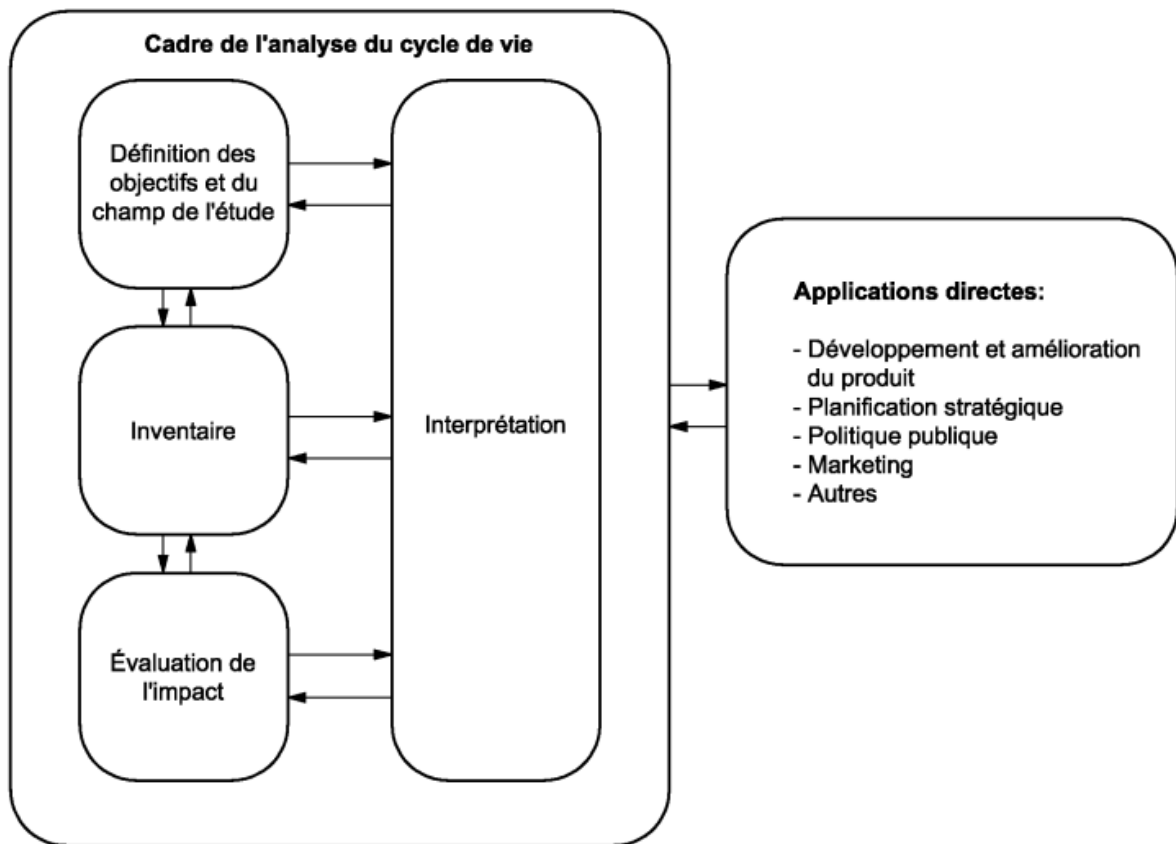 Cadre de l'analyse du cycle de vie
Définition des
objectifs et du
champ de l'étude
Inventaire
Évaluation de
l'impact
Interprétation
Applications directes:
- Développement et amélioration
du produit
- Planification stratégique
- Politique publique
- Marketing
- Autres